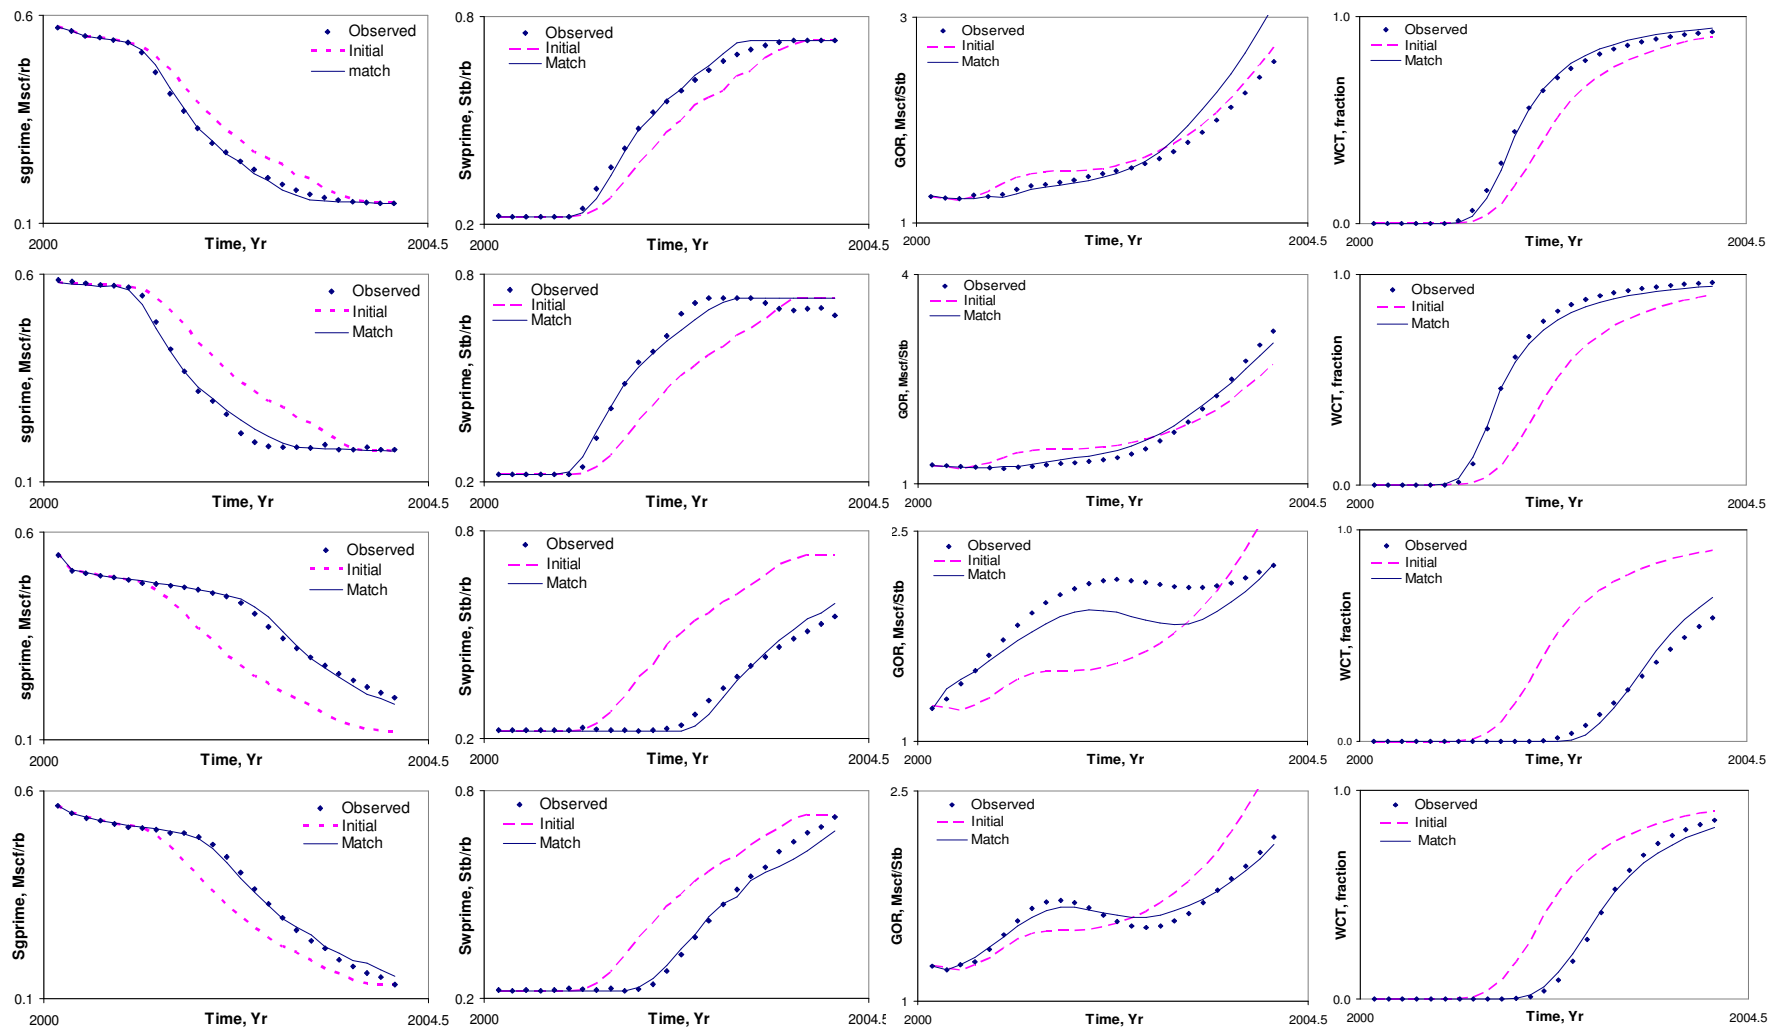 0.6
Observed
Initial
match
sgprime, Mscf/rb
0.1
2000
Time, Yr
2004.5
0.8
Observed
Initial
Match
Swprime, Stb/rb
0.2
2000
Time, Yr
2004.5
3
Observed
Initial
Match
GOR, Mscf/Stb
1
2000
Time, Yr
2004.5
1.0
Observed
Initial
Match
WCT, fraction
0.0
2000
Time, Yr
2004.5
0.6
Observed
Initial
Match
sgprime, Mscf/rb
0.1
2000
Time, Yr
2004.5
0.8
Observed
Initial
Match
Swprime, Stb/rb
0.2
2000
Time, Yr
2004.5
4
Observed
Initial
Match
GOR, Mscf/Stb
1
2000
Time, Yr
2004.5
1.0
Observed
Initial
Match
WCT, fraction
0.0
2000
Time, Yr
2004.5
0.6
Observed
Initial
Match
sgprime, Mscf/rb
0.1
2000
Time, Yr
2004.5
0.8
Observed
Initial
Match
Swprime, Stb/rb
0.2
2000
Time, Yr
2004.5
2.5
Observed
Initial
Match
GOR, Mscf/Stb
1
2000
Time, Yr
2004.5
1.0
Observed
Initial
Match
WCT, fraction
0.0
2000
Time, Yr
2004.5
0.6
Observed
Initial
Match
Sgprime, Mscf/rb
0.1
2000
Time, Yr
2004.5
0.8
Observed
Initial
Match
Swprime, Stb/rb
0.2
2000
Time, Yr
2004.5
2.5
Observed
Initial
Match
GOR, Mscf/Stb
1
2000
Time, Yr
2004.5
1.0
Observed
Initial
Match
WCT, fraction
0.0
2000
Time, Yr
2004.5